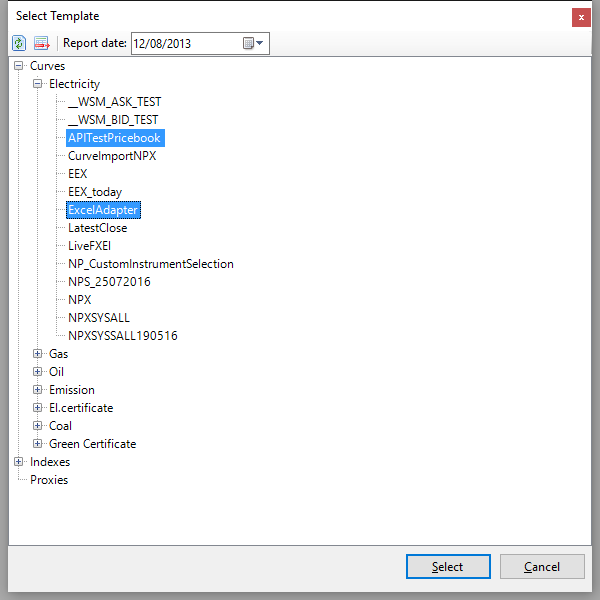 Select Template
x
Report date: 12/08/2013
Curves
Electricity
__WSM_ASK_TEST
__WSM_BID_TEST
APITestPricebook
CurveImportNPX
EEX
EEX_today
ExcelAdapter
LatestClose
LiveFXEI
NP_CustomInstrumentSelection
NPS_25072016
NPX
NPXSYSALL
NPXSYSSALL190516
Gas
Oil
Emission
El.certificate
Coal
Green Certificate
Indexes
Proxies
Select Cancel